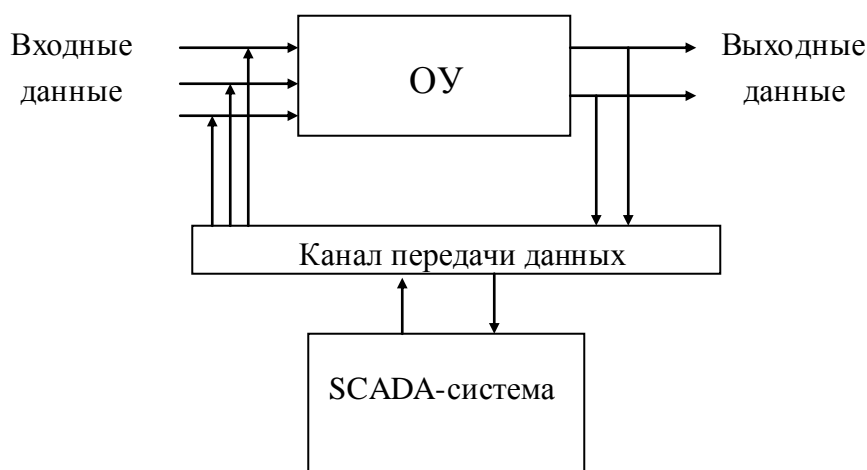 Входные
данные
ОУ
Выходные
данные
Канал передачи данных
SCADA-система